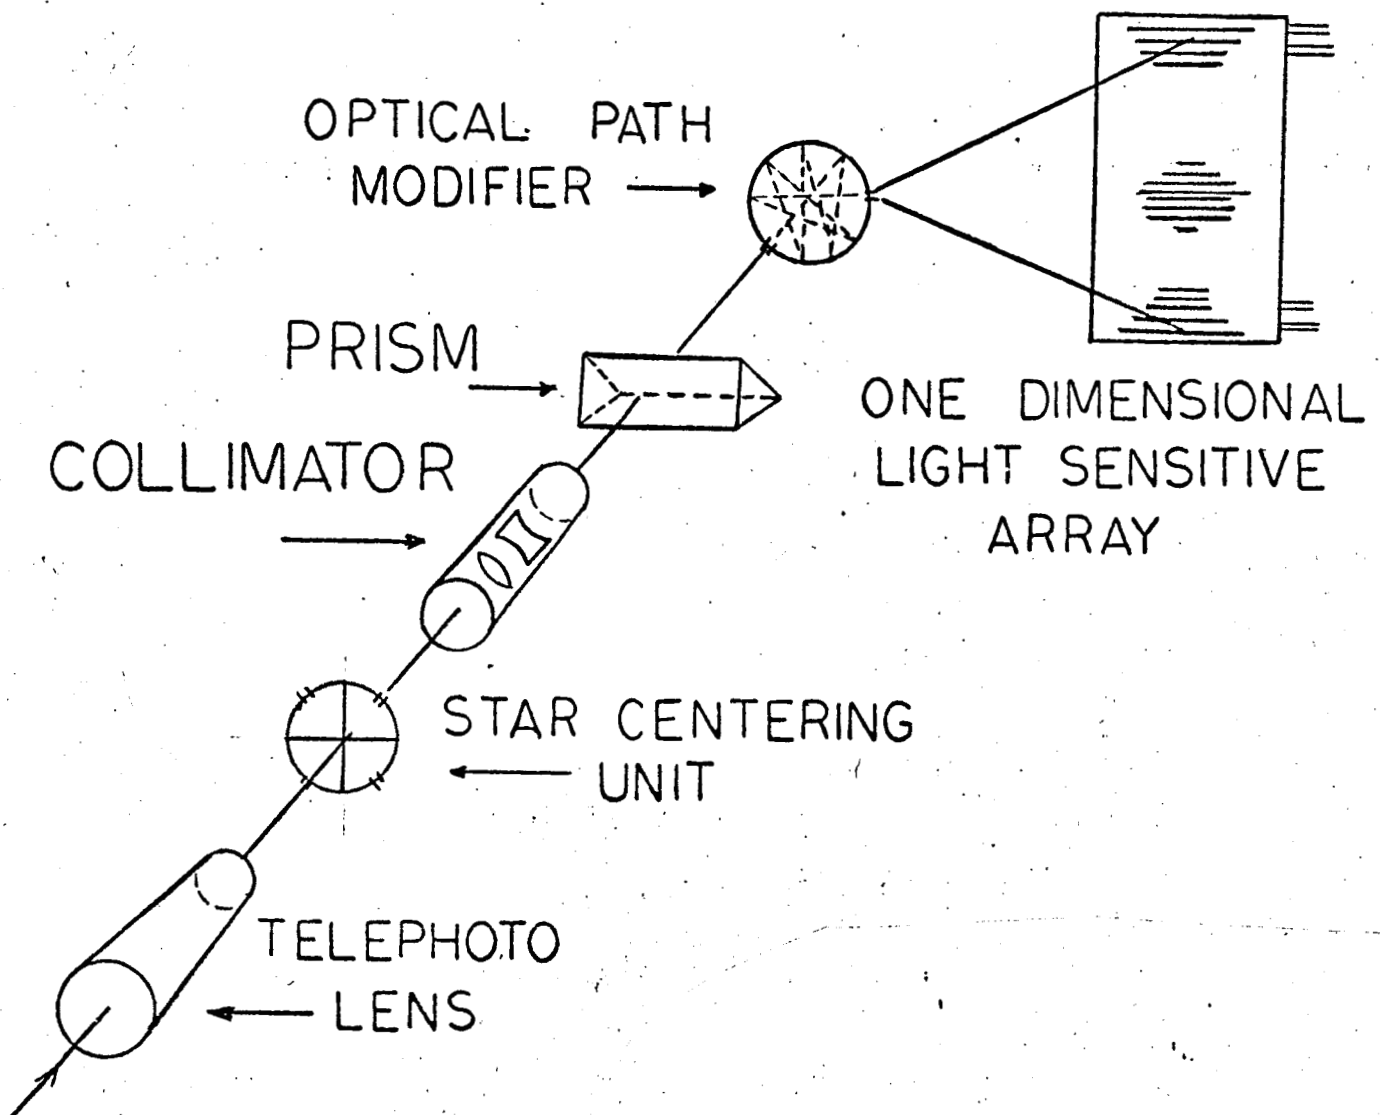 OPTICAL PATH
MODIFIER
PRISM
COLLIMATOR
ONE DIMENSIONAL
LIGHT SENSITIVE
ARRAY
STAR CENTERING
UNIT
TELEPHOTO
LENS